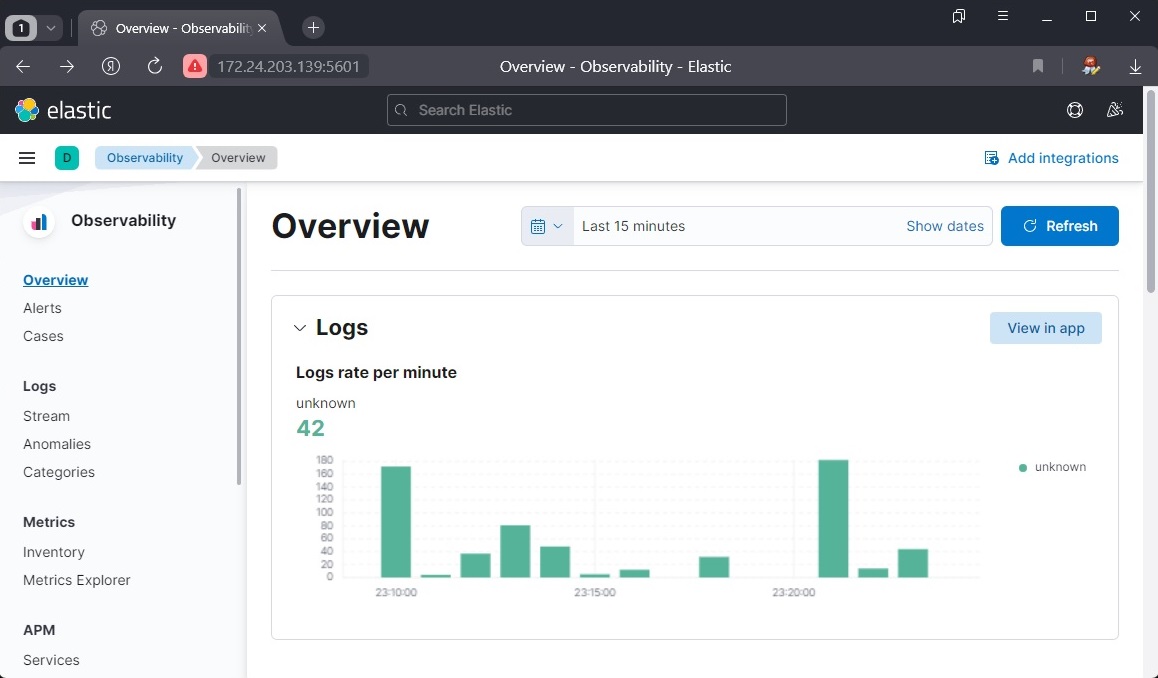 1
Overview - Observability
172.24.203.139:5601
Overview - Observability - Elastic
elastic
Search Elastic
D
Observability
Overview
Add integrations
Observability
Overview
Last 15 minutes
Show dates
Refresh
Overview
Alerts
Cases
Logs
Stream
Anomalies
Categories
Metrics
Inventory
Metrics Explorer
APM
Services
Logs
View in app
Logs rate per minute
unknown
42
180
160
140
120
100
80
60
40
20
0
23:10:00
23:15:00
23:20:00
unknown